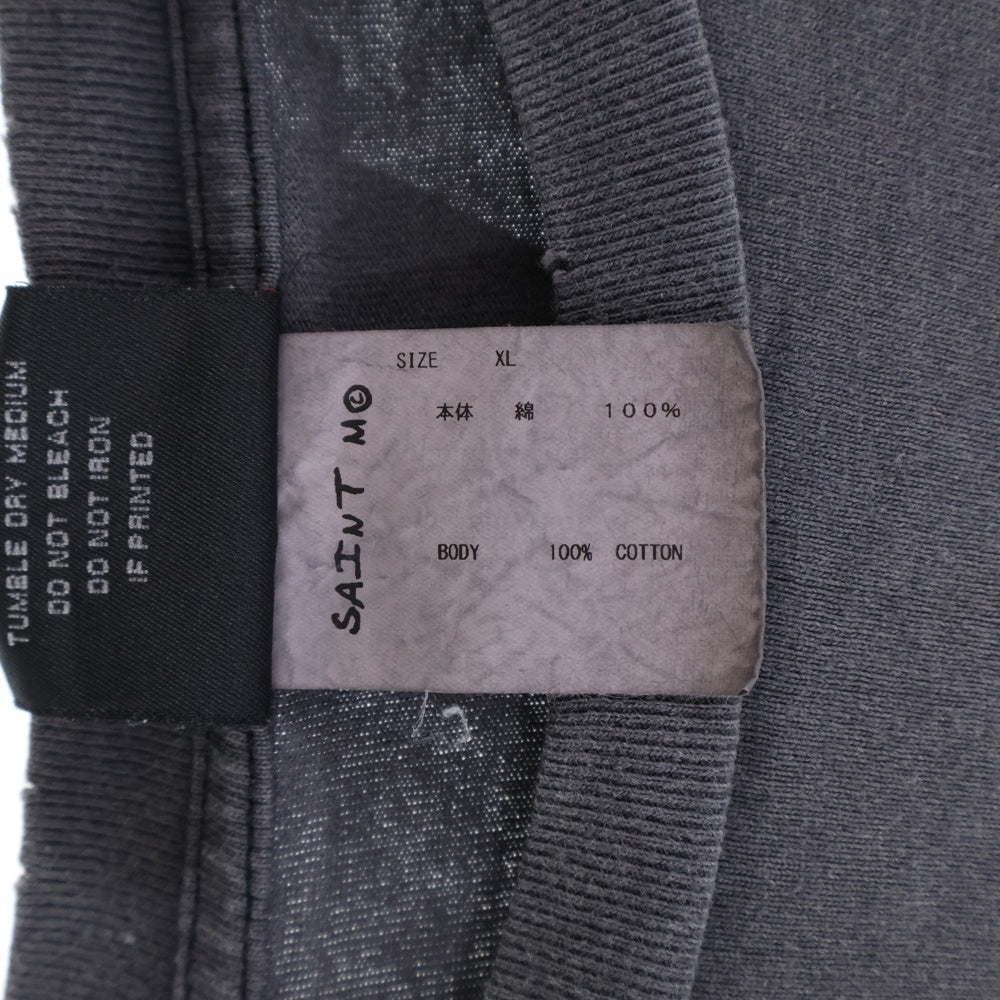 TUMBLE DRY MEDIUM
DO NOT BLEACH
DO NOT IRON
IF PRINTED
SAINT M©
SIZE XL
本体 綿 100%
BODY 100% COTTON